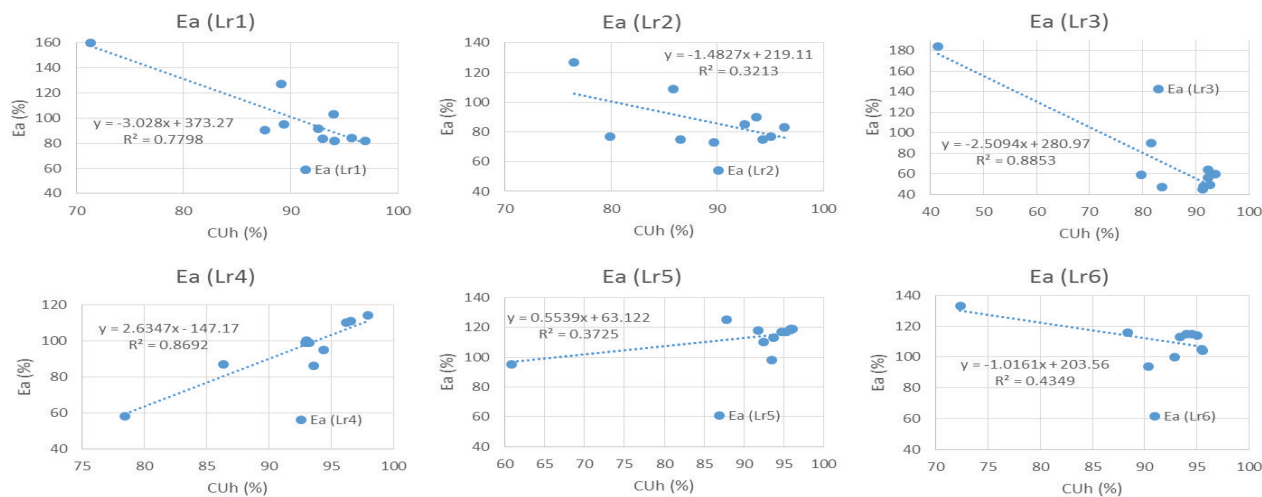 Ea (Lr1)
160
140
120
100
80
60
40
Ea (%)
y = -3.028x + 373.27
R² = 0.7798
Ea (Lr1)
70 80 90 100
CUh (%)
Ea (Lr2)
140
120
100
80
60
40
Ea (%)
y = -1.4827x + 219.11
R² = 0.3213
Ea (Lr2)
70 80 90 100
CUh (%)
Ea (Lr3)
180
160
140
120
100
80
60
40
Ea (%)
Ea (Lr3)
y = -2.5094x + 280.97
R² = 0.8853
40 50 60 70 80 90 100
CUh (%)
Ea (Lr4)
120
100
80
60
40
Ea (%)
y = 2.6347x - 147.17
R² = 0.8692
Ea (Lr4)
75 80 85 90 95 100
CUh (%)
Ea (Lr5)
140
120
100
80
60
40
Ea (%)
y = 0.5539x + 63.122
R² = 0.3725
Ea (Lr5)
60 65 70 75 80 85 90 95 100
CUh (%)
Ea (Lr6)
140
120
100
80
60
40
Ea (%)
y = -1.0161x + 203.56
R² = 0.4349
Ea (Lr6)
70 80 90 100
CUh (%)